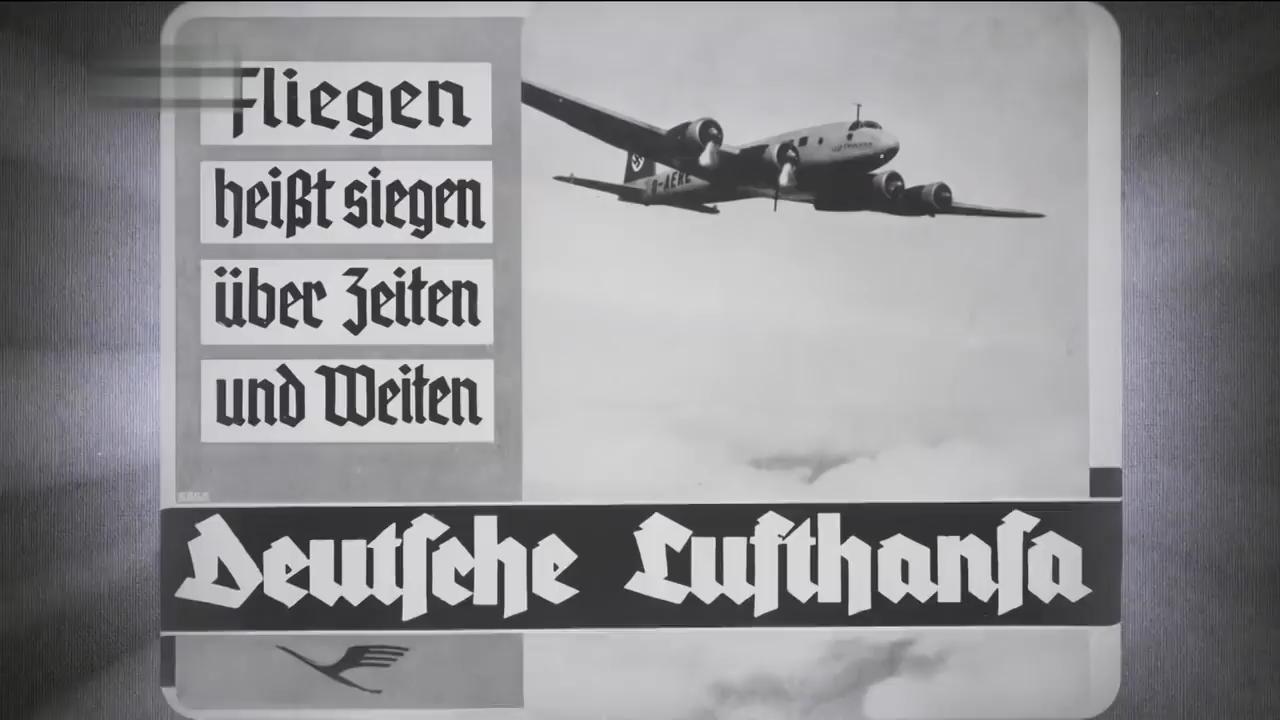 Fliegen
heißt siegen
über Zeiten
und Weiten
Deutsche Lufthansa